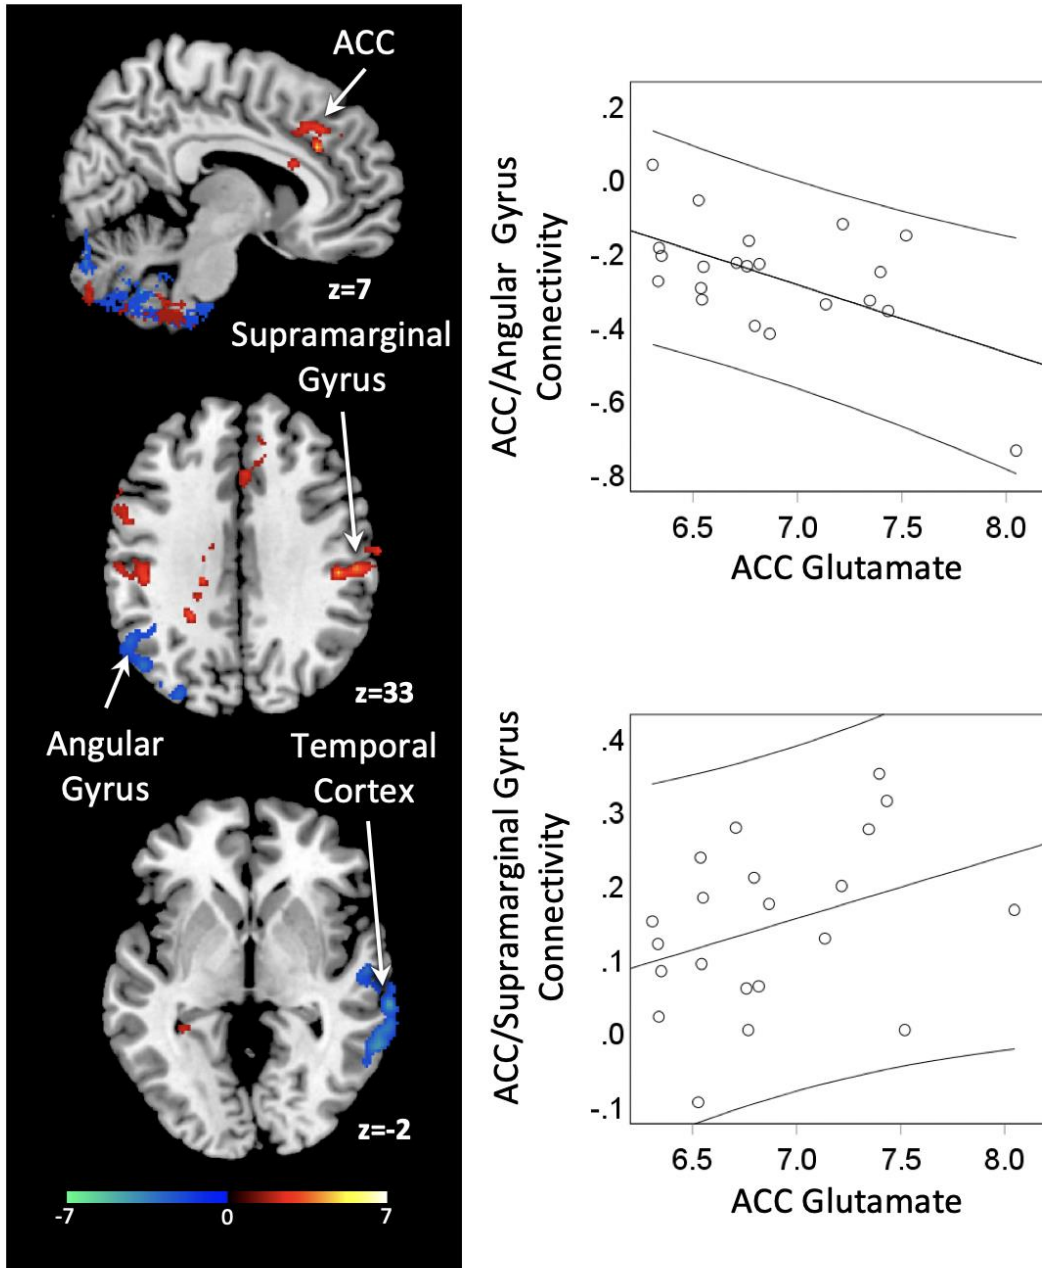 ACC
z=7
Supramarginal
Gyrus
z=33
Angular
Gyrus
Temporal
Cortex
z=-2
-7
0
7
ACC/Angular Gyrus
Connectivity
.2
.0
-.2
-.4
-.6
-.8
6.5
7.0
7.5
8.0
ACC Glutamate
ACC/Supramarginal Gyrus
Connectivity
.4
.3
.2
.1
.0
-.1
6.5
7.0
7.5
8.0
ACC Glutamate